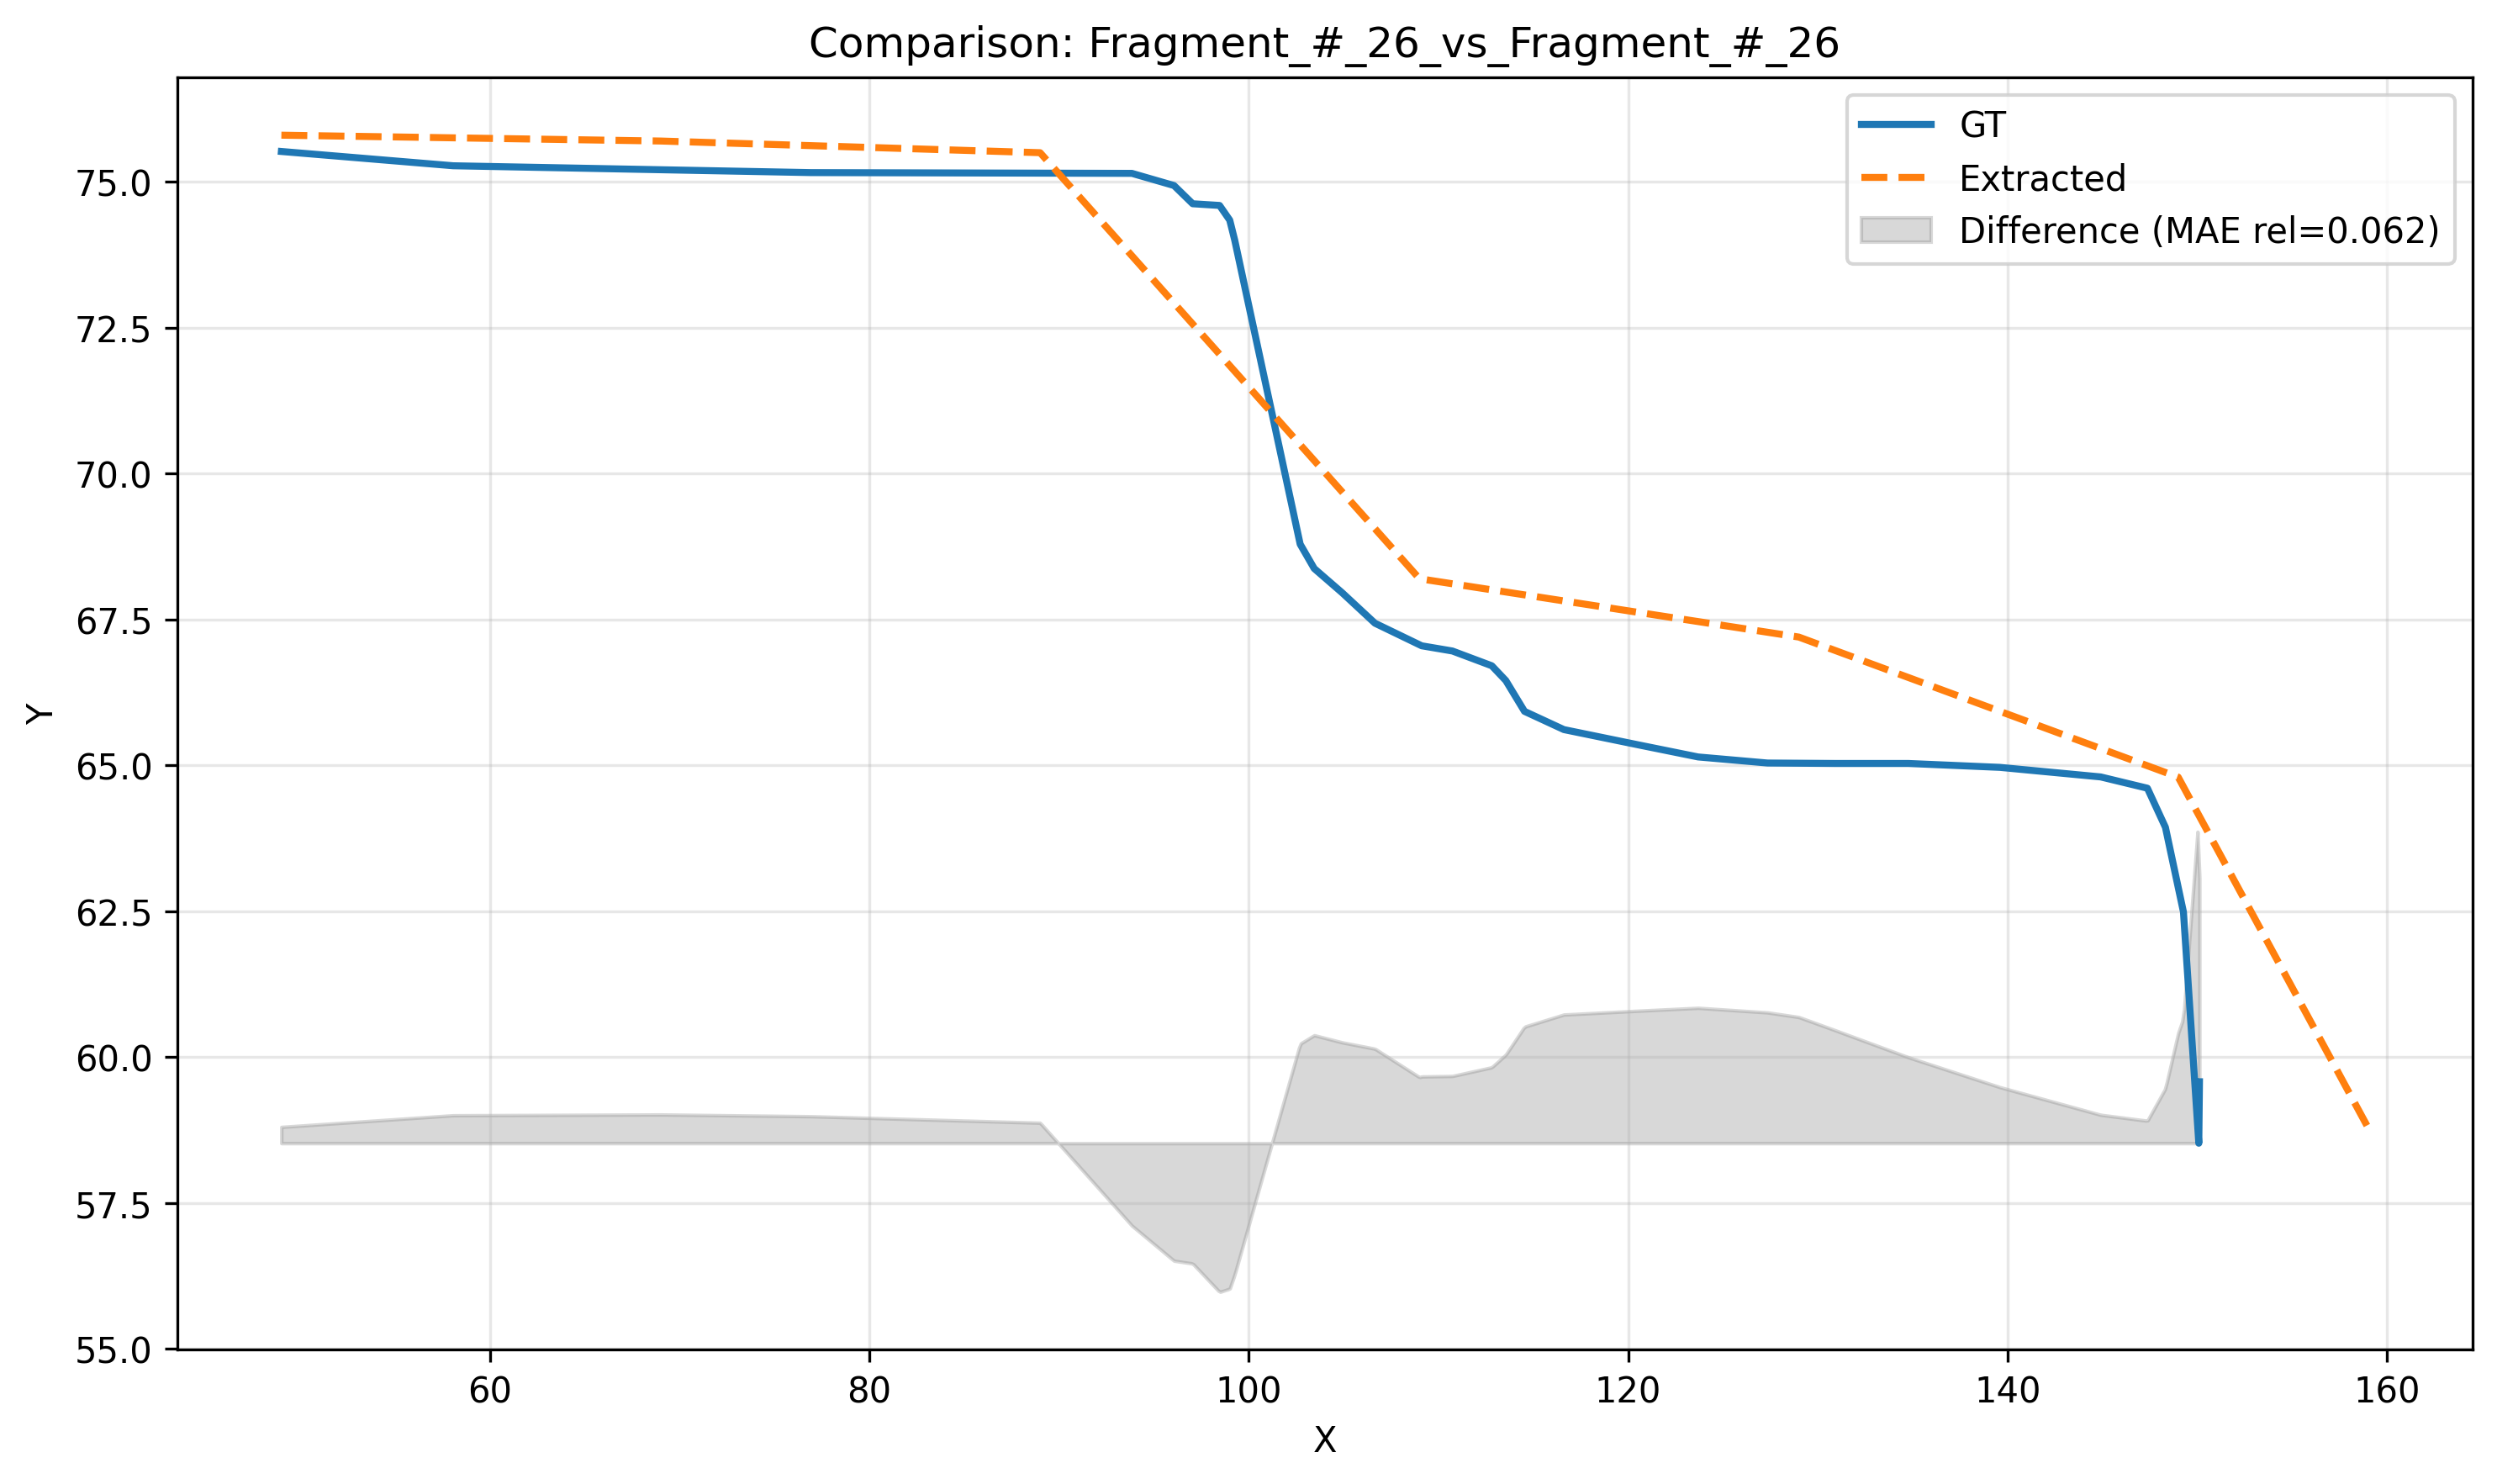 Comparison: Fragment_#_26_vs_Fragment_#_26
GT
Extracted
Difference (MAE rel=0.062)
75.0
72.5
70.0
67.5
65.0
62.5
60.0
57.5
55.0
Y
60 80 100 120 140 160
X